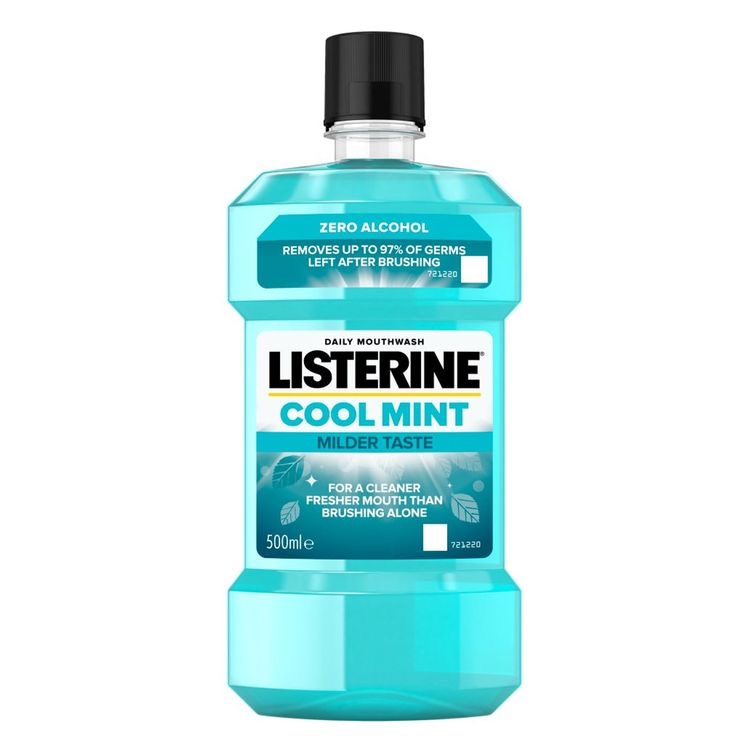 ZERO ALCOHOL
REMOVES UP TO 97% OF GERMS
LEFT AFTER BRUSHING
721220
DAILY MOUTHWASH
LISTERINE®
COOL MINT
MILDER TASTE
FOR A CLEANER
FRESHER MOUTH THAN
BRUSHING ALONE
500ml℮
721220